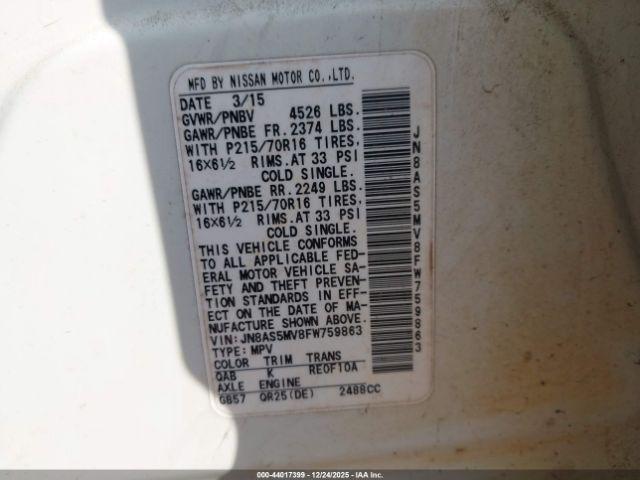 MFD BY NISSAN MOTOR CO.,LTD.
DATE 3/15
GVWR/PNBV 4526 LBS.
GAWR/PNBE FR. 2374 LBS.
WITH P215/70R16 TIRES,
16X6½ RIMS.AT 33 PSI
COLD SINGLE.
GAWR/PNBE RR. 2249 LBS.
WITH P215/70R16 TIRES,
16X6½ RIMS.AT 33 PSI
COLD SINGLE.
THIS VEHICLE CONFORMS
TO ALL APPLICABLE FED-
ERAL MOTOR VEHICLE SA-
FETY AND THEFT PREVEN-
TION STANDARDS IN EFF-
ECT ON THE DATE OF MA-
NUFACTURE SHOWN ABOVE.
VIN: JN8AS5MV8FW759863
TYPE: MPV
COLOR TRIM TRANS
QAB K RE0F10A
AXLE ENGINE
GB57 QR25(DE) 2488CC
JN8AS5MV8FW759863
000-44017399 - 12/24/2025 - IAA Inc.